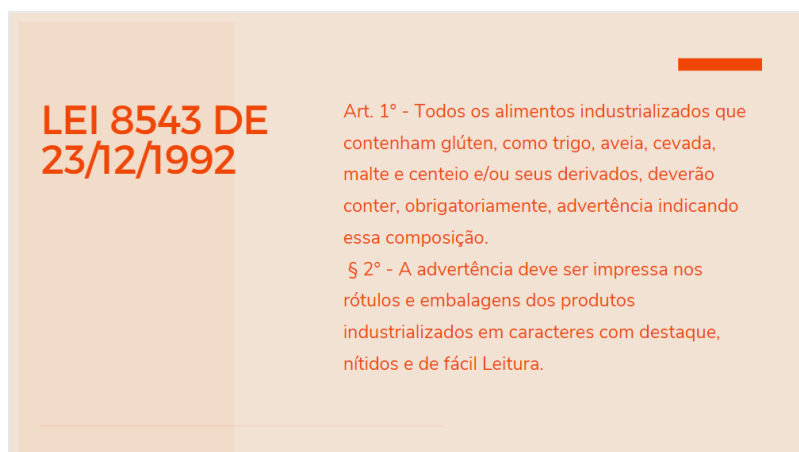 LEI 8543 DE
23/12/1992
Art. 1° - Todos os alimentos industrializados que
contenham glúten, como trigo, aveia, cevada,
malte e centeio e/ou seus derivados, deverão
conter, obrigatoriamente, advertência indicando
essa composição.
§ 2° - A advertência deve ser impressa nos
rótulos e embalagens dos produtos
industrializados em caracteres com destaque,
nítidos e de fácil Leitura.